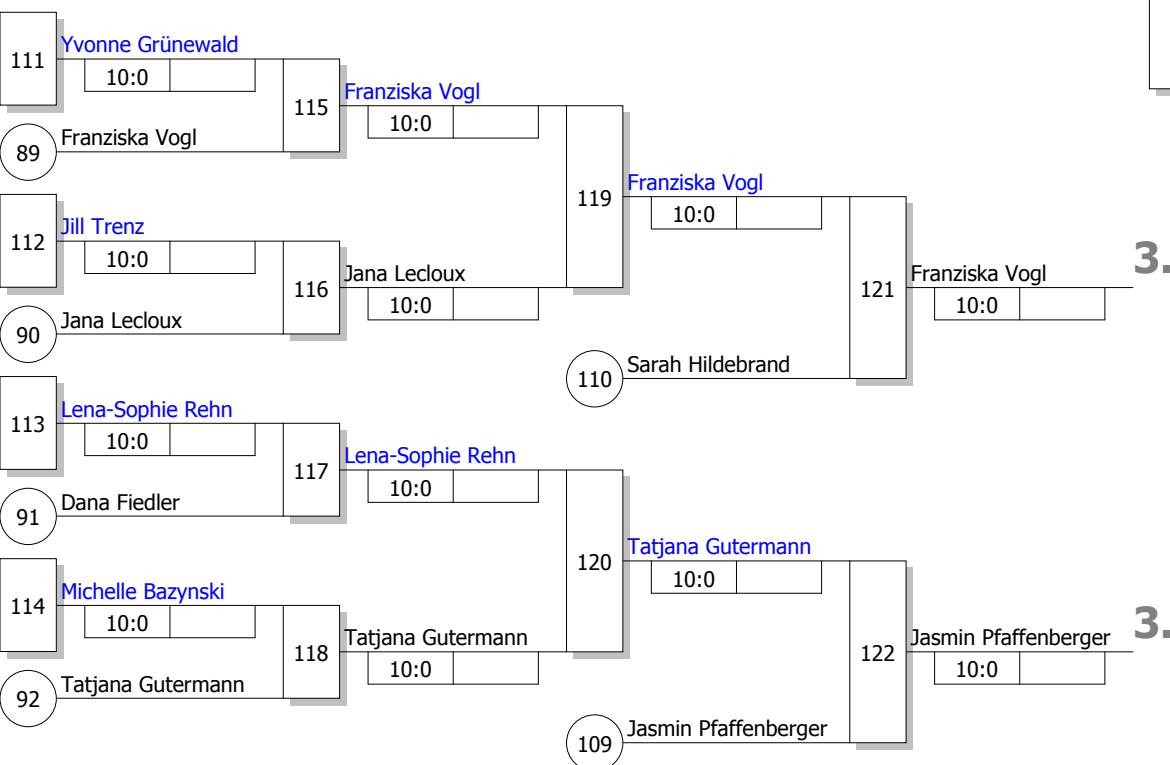 111
Yvonne Grünewald
10:0
89
Franziska Vogl
115
Franziska Vogl
10:0
112
Jill Trenz
10:0
90
Jana Lecloux
116
Jana Lecloux
10:0
119
Franziska Vogl
10:0
110
Sarah Hildebrand
121
Franziska Vogl
10:0
3.
113
Lena-Sophie Rehn
10:0
91
Dana Fiedler
117
Lena-Sophie Rehn
10:0
114
Michelle Bazynski
10:0
92
Tatjana Gutermann
118
Tatjana Gutermann
10:0
120
Tatjana Gutermann
10:0
109
Jasmin Pfaffenberger
122
Jasmin Pfaffenberger
10:0
3.